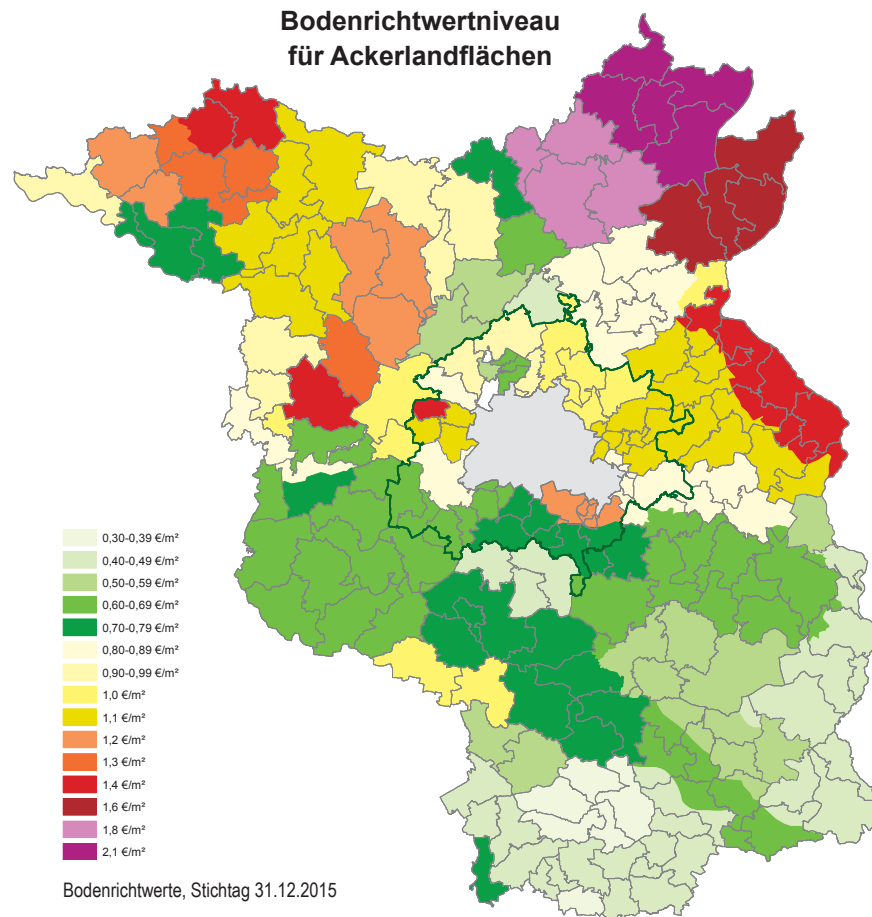 Bodenrichtwertniveau
für Ackerlandflächen
0,30-0,39 €/m²
0,40-0,49 €/m²
0,50-0,59 €/m²
0,60-0,69 €/m²
0,70-0,79 €/m²
0,80-0,89 €/m²
0,90-0,99 €/m²
1,0 €/m²
1,1 €/m²
1,2 €/m²
1,3 €/m²
1,4 €/m²
1,6 €/m²
1,8 €/m²
2,1 €/m²
Bodenrichtwerte, Stichtag 31.12.2015